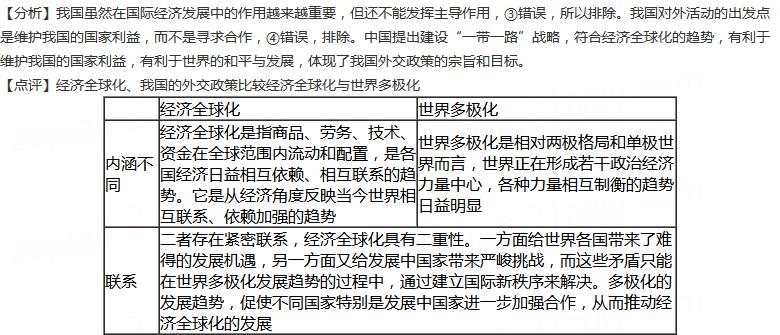 【分析】我国虽然在国际经济发展中的作用越来越重要，但还不能发挥主导作用，③错误，所以排除。我国对外活动的出发点
是维护我国的国家利益，而不是寻求合作，④错误，排除。中国提出建设“一带一路”战略，符合经济全球化的趋势，有利于
维护我国的国家利益，有利于世界的和平与发展，体现了我国外交政策的宗旨和目标。
【点评】经济全球化、我国的外交政策比较经济全球化与世界多极化
经济全球化
世界多极化
内涵不
同
经济全球化是指商品、劳务、技术、
资金在全球范围内流动和配置，是各
国经济日益相互依赖、相互联系的趋
势。它是从经济角度反映当今世界相
互联系、依赖加强的趋势
世界多极化是相对两极格局和单极世
界而言，世界正在形成若干政治经济
力量中心，各种力量相互制衡的趋势
日益明显
联系
二者存在紧密联系，经济全球化具有二重性。一方面给世界各国带来了难
得的发展机遇，另一方面又给发展中国家带来严峻挑战，而这些矛盾只能
在世界多极化发展趋势的过程中，通过建立国际新秩序来解决。多极化的
发展趋势，促使不同国家特别是发展中国家进一步加强合作，从而推动经
济全球化的发展